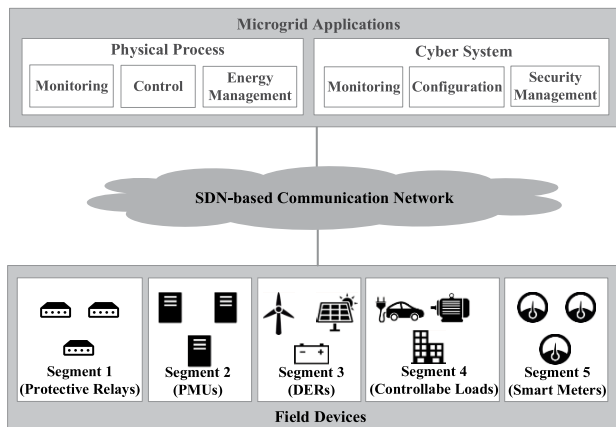 Microgrid Applications
Physical Process
Monitoring
Control
Energy
Management
Cyber System
Monitoring
Configuration
Security
Management
SDN-based Communication Network
Segment 1
(Protective Relays)
Segment 2
(PMUs)
Segment 3
(DERs)
Segment 4
(Controllabe Loads)
Segment 5
(Smart Meters)
Field Devices